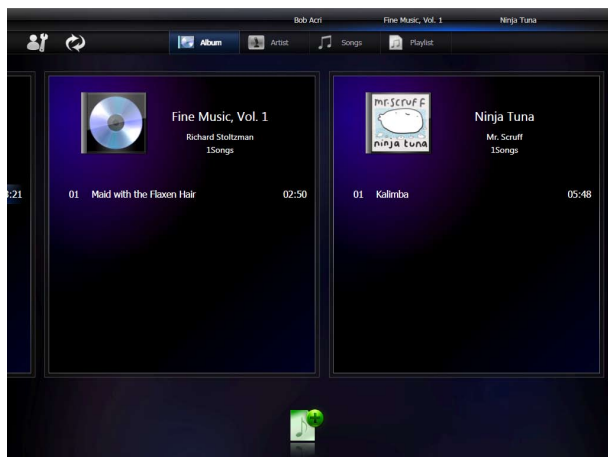 Bob Acri Fine Music, Vol. 1 Ninja Tuna
Album Artist Songs Playlist
Fine Music, Vol. 1
Richard Stoltzman
1Songs
mr.scruff
ninja tuna
Ninja Tuna
Mr. Scruff
1Songs
:21
01 Maid with the Flaxen Hair 02:50
01 Kalimba 05:48